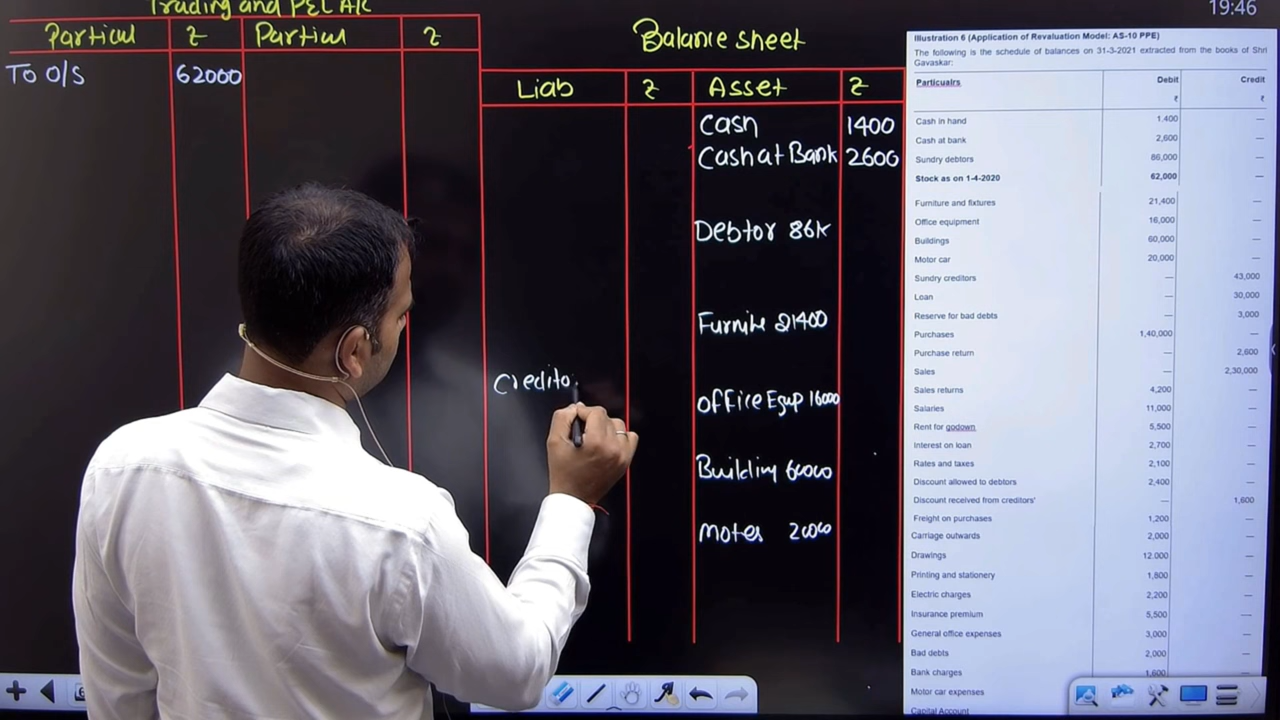 Trading and P&L A/C
Particul ₹ Particul ₹
To O/S 62000
Balance sheet
Liab ₹ Asset ₹
Cash 1400
Cash at Bank 2600
Debtor 86k
Furnite 21400
Credito
Office Equp 16000
Building 60000
Motes 20000
19:46
Illustration 6 (Application of Revaluation Model: AS-10 PPE)
The following is the schedule of balances on 31-3-2021 extracted from the books of Shri
Gavaskar:
Particualrs Debit Credit
₹ ₹
Cash in hand 1,400 —
Cash at bank 2,600 —
Sundry debtors 86,000 —
Stock as on 1-4-2020 62,000 —
Furniture and fixtures 21,400 —
Office equipment 16,000 —
Buildings 60,000 —
Motor car 20,000 —
Sundry creditors — 43,000
Loan — 30,000
Reserve for bad debts — 3,000
Purchases 1,40,000 —
Purchase return — 2,600
Sales — 2,30,000
Sales returns 4,200 —
Salaries 11,000 —
Rent for godown 5,500 —
Interest on loan 2,700 —
Rates and taxes 2,100 —
Discount allowed to debtors 2,400 —
Discount received from creditors' — 1,600
Freight on purchases 1,200 —
Carriage outwards 2,000 —
Drawings 12.000 —
Printing and stationery 1,800 —
Electric charges 2,200 —
Insurance premium 5,500 —
General office expenses 3,000 —
Bad debts 2,000 —
Bank charges 1,600
Motor car expenses
Capital Account